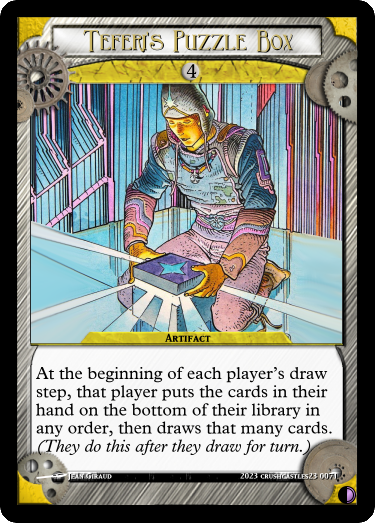 Teferi's Puzzle Box
4
Artifact
At the beginning of each player's draw
step, that player puts the cards in their
hand on the bottom of their library in
any order, then draws that many cards.
(They do this after they draw for turn.)
Jean Giraud
2023 crushcastles23 0071